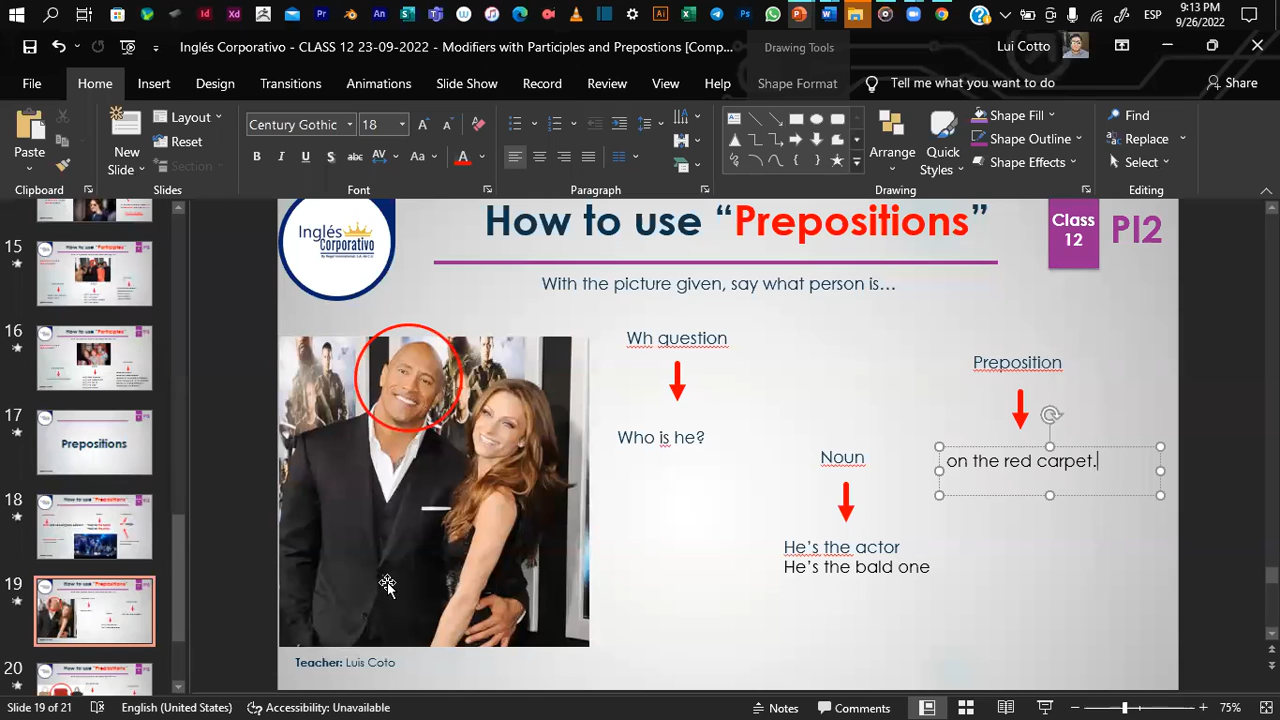 9:13 PM
ESP
9/26/2022
Inglés Corporativo - CLASS 12 23-09-2022 - Modifiers with Participles and Prepostions [Comp...
Drawing Tools
Lui Cotto
File
Home
Insert
Design
Transitions
Animations
Slide Show
Record
Review
View
Help
Shape Format
Tell me what you want to do
Share
Paste
New
Slide
Layout
Reset
Section
Century Gothic
18
Arrange
Quick
Styles
Shape Fill
Shape Outline
Shape Effects
Find
Replace
Select
Clipboard
Slides
Font
Paragraph
Drawing
Editing
15
16
17
Prepositions
18
19
20
Inglés
Corporativo
How to use “Prepositions”
Class
12
PI2
With the picture given, say what person is…
Wh question
Preposition
Who is he?
on the red carpet.
Noun
He’s the actor
He’s the bald one
Teacher: Luis Coto
Slide 19 of 21
English (United States)
Accessibility: Unavailable
Notes
Comments
75%